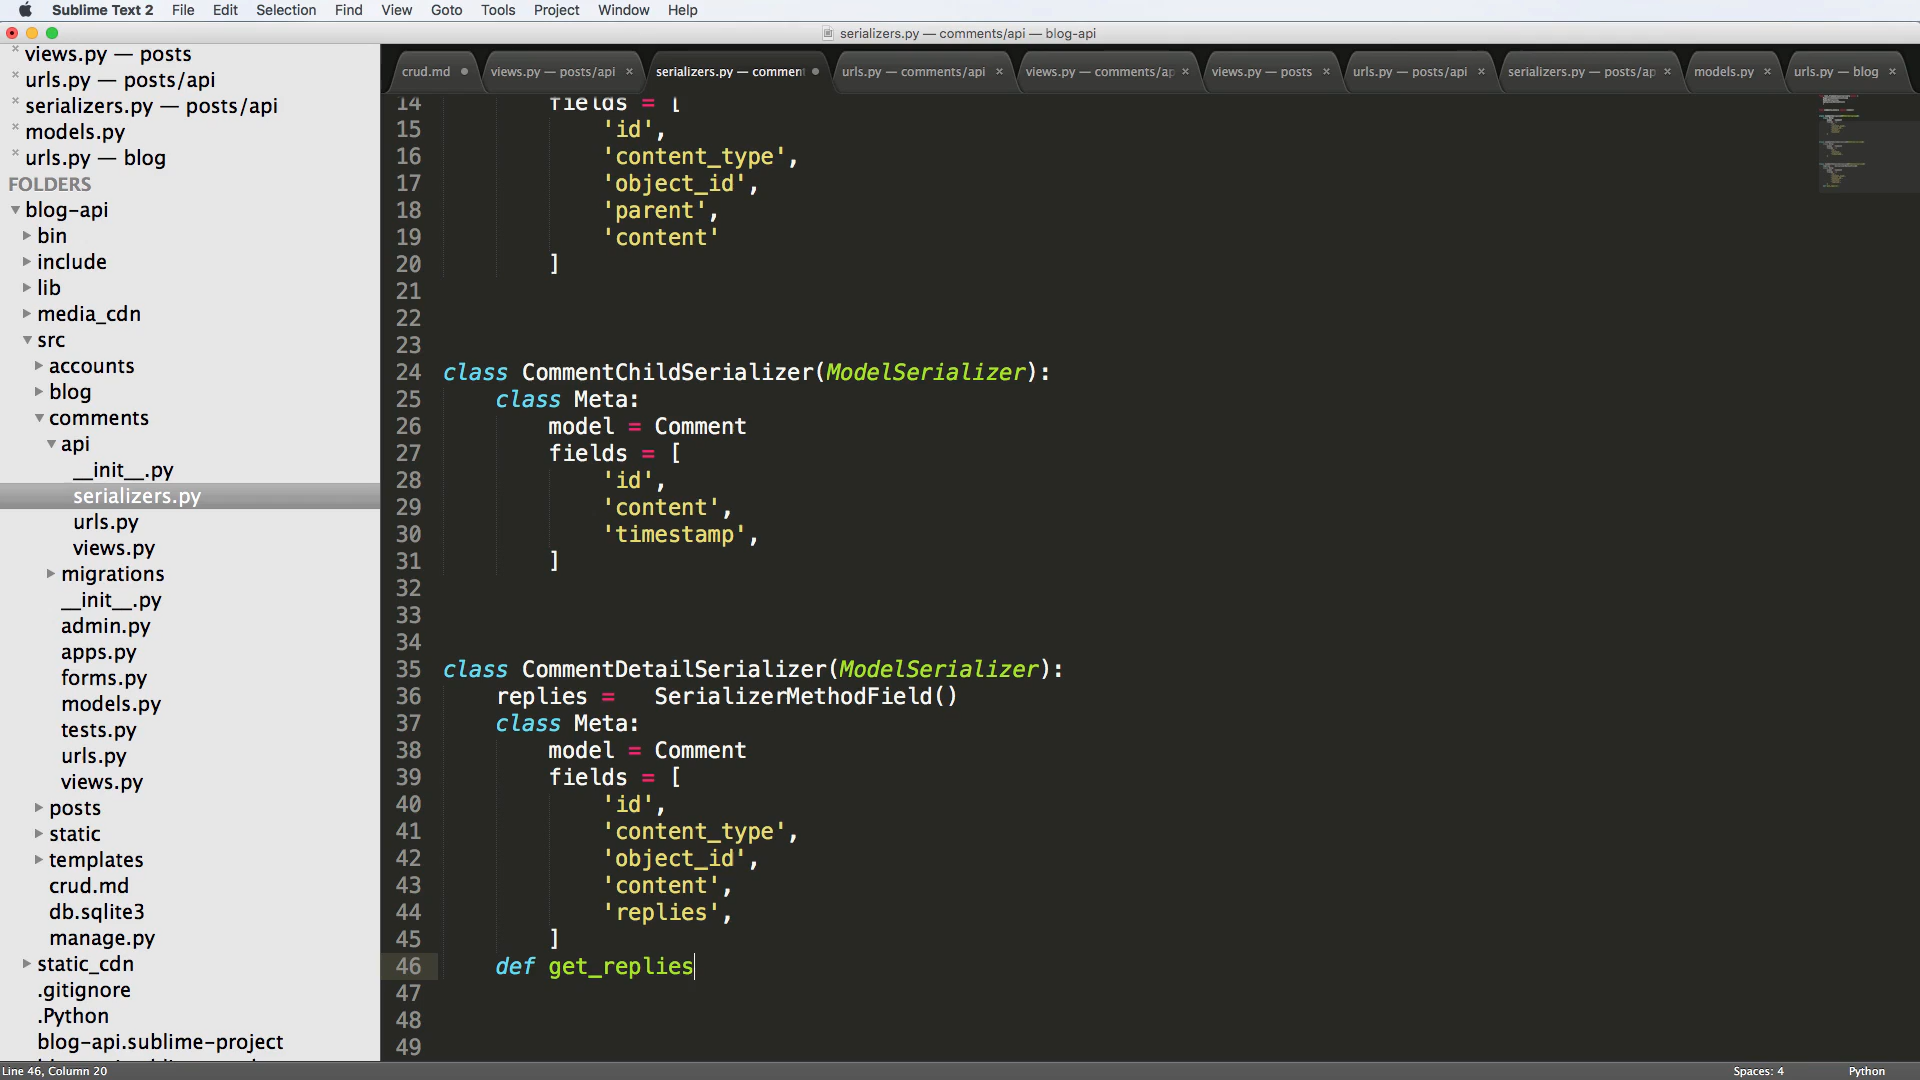 Sublime Text 2 File Edit Selection Find View Goto Tools Project Window Help
serializers.py — comments/api — blog-api
views.py — posts
urls.py — posts/api
serializers.py — posts/api
models.py
urls.py — blog
FOLDERS
blog-api
bin
include
lib
media_cdn
src
accounts
blog
comments
api
__init__.py
serializers.py
urls.py
views.py
migrations
__init__.py
admin.py
apps.py
forms.py
models.py
tests.py
urls.py
views.py
posts
static
templates
crud.md
db.sqlite3
manage.py
static_cdn
.gitignore
.Python
blog-api.sublime-project
crud.md views.py — posts/api serializers.py — commen urls.py — comments/api views.py — comments/ap views.py — posts urls.py — posts/api serializers.py — posts/ap models.py urls.py — blog
14 fields = [
15 'id',
16 'content_type',
17 'object_id',
18 'parent',
19 'content'
20 ]
21
22
23
24 class CommentChildSerializer(ModelSerializer):
25 class Meta:
26 model = Comment
27 fields = [
28 'id',
29 'content',
30 'timestamp',
31 ]
32
33
34
35 class CommentDetailSerializer(ModelSerializer):
36 replies =   SerializerMethodField()
37 class Meta:
38 model = Comment
39 fields = [
40 'id',
41 'content_type',
42 'object_id',
43 'content',
44 'replies',
45 ]
46 def get_replies
47
48
49
Line 46, Column 20 Spaces: 4 Python